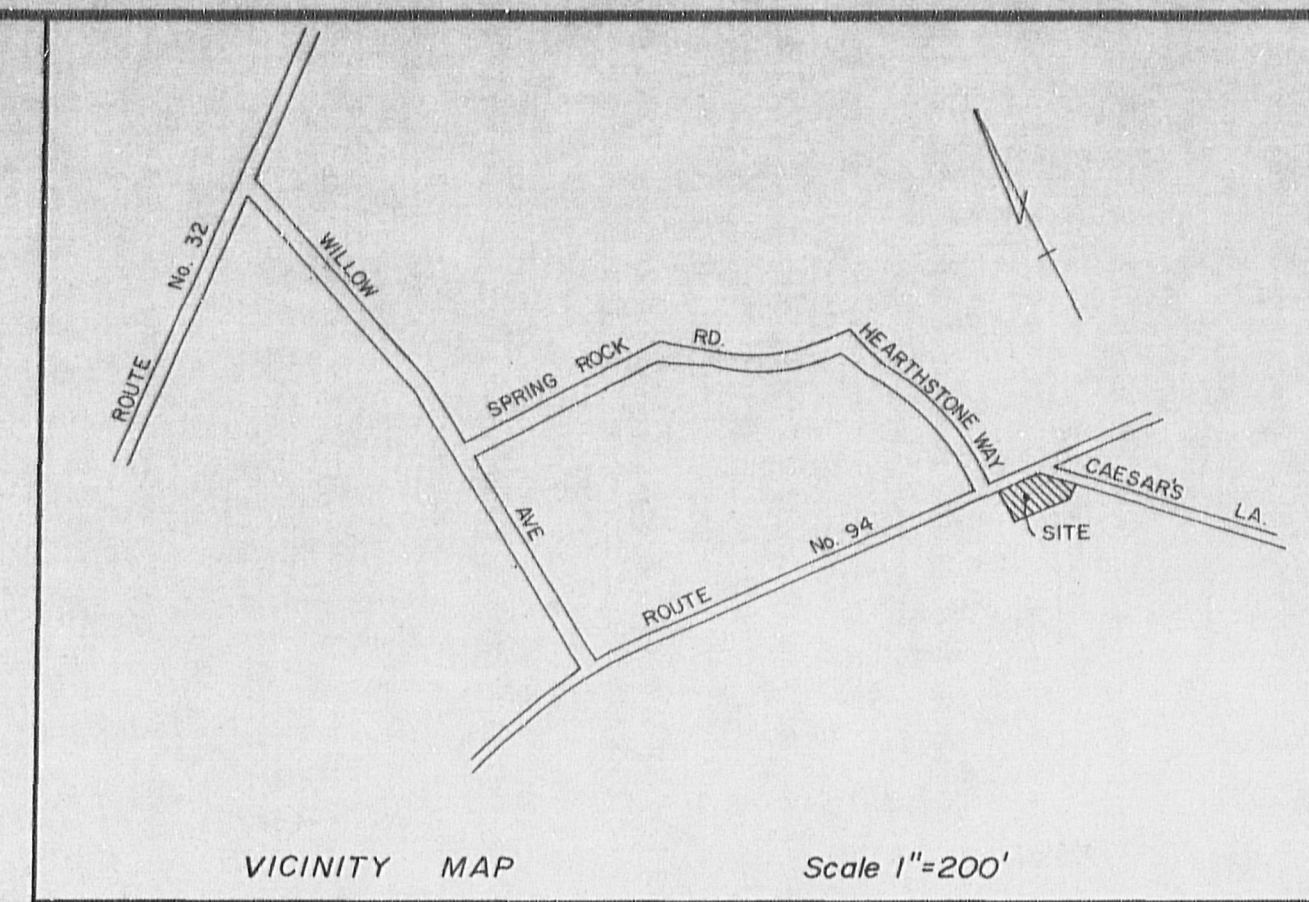 ROUTE No. 32
WILLOW AVE
SPRING ROCK RD.
HEARTHSTONE WAY
CAESAR'S LA.
SITE
ROUTE No. 94
VICINITY MAP
Scale 1"=200'